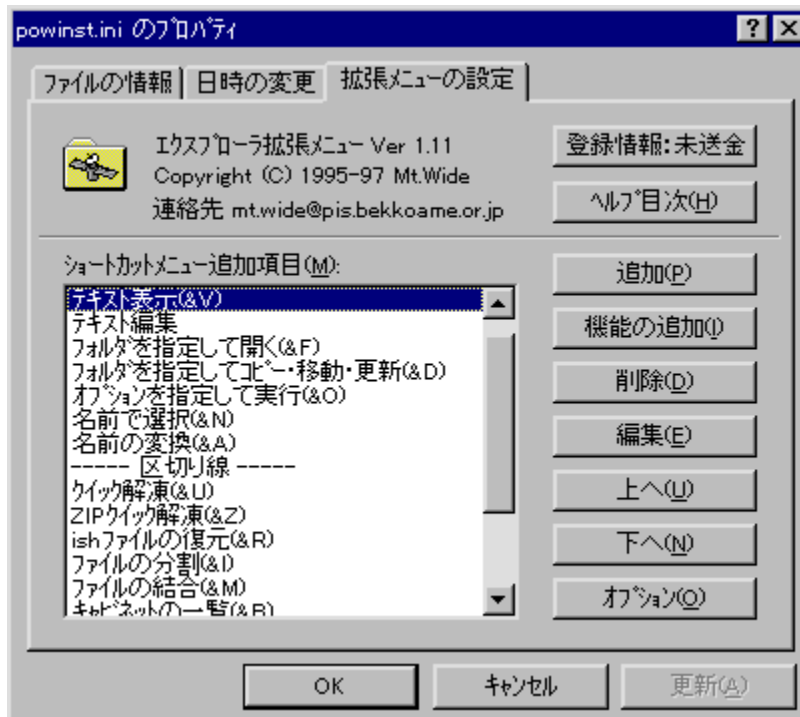 powinst.ini のﾌﾟﾛﾊﾟﾃｨ
ﾌｧｲﾙの情報
日時の変更
拡張ﾒﾆｭｰの設定
ｴｸｽﾌﾟﾛｰﾗ拡張ﾒﾆｭｰ Ver 1.11
Copyright (C) 1995-97 Mt.Wide
連絡先 mt.wide@pis.bekkoame.or.jp
登録情報:未送金
ﾍﾙﾌﾟ目次(H)
ｼｮｰﾄｶｯﾄﾒﾆｭｰ追加項目(M):
ﾃｷｽﾄ表示(&V)
ﾃｷｽﾄ編集
ﾌｫﾙﾀﾞを指定して開く(&F)
ﾌｫﾙﾀﾞを指定してｺﾋﾟｰ・移動・更新(&D)
ｵﾌﾟｼｮﾝを指定して実行(&O)
名前で選択(&N)
名前の変換(&A)
----- 区切り線 -----
ｸｲｯｸ解凍(&U)
ZIPｸｲｯｸ解凍(&Z)
ishﾌｧｲﾙの復元(&R)
ﾌｧｲﾙの分割(&I)
ﾌｧｲﾙの結合(&M)
ｷｬﾋﾞﾈｯﾄの一覧(&B)
追加(P)
機能の追加(I)
削除(D)
編集(E)
上へ(U)
下へ(N)
ｵﾌﾟｼｮﾝ(O)
OK
ｷｬﾝｾﾙ
更新(A)